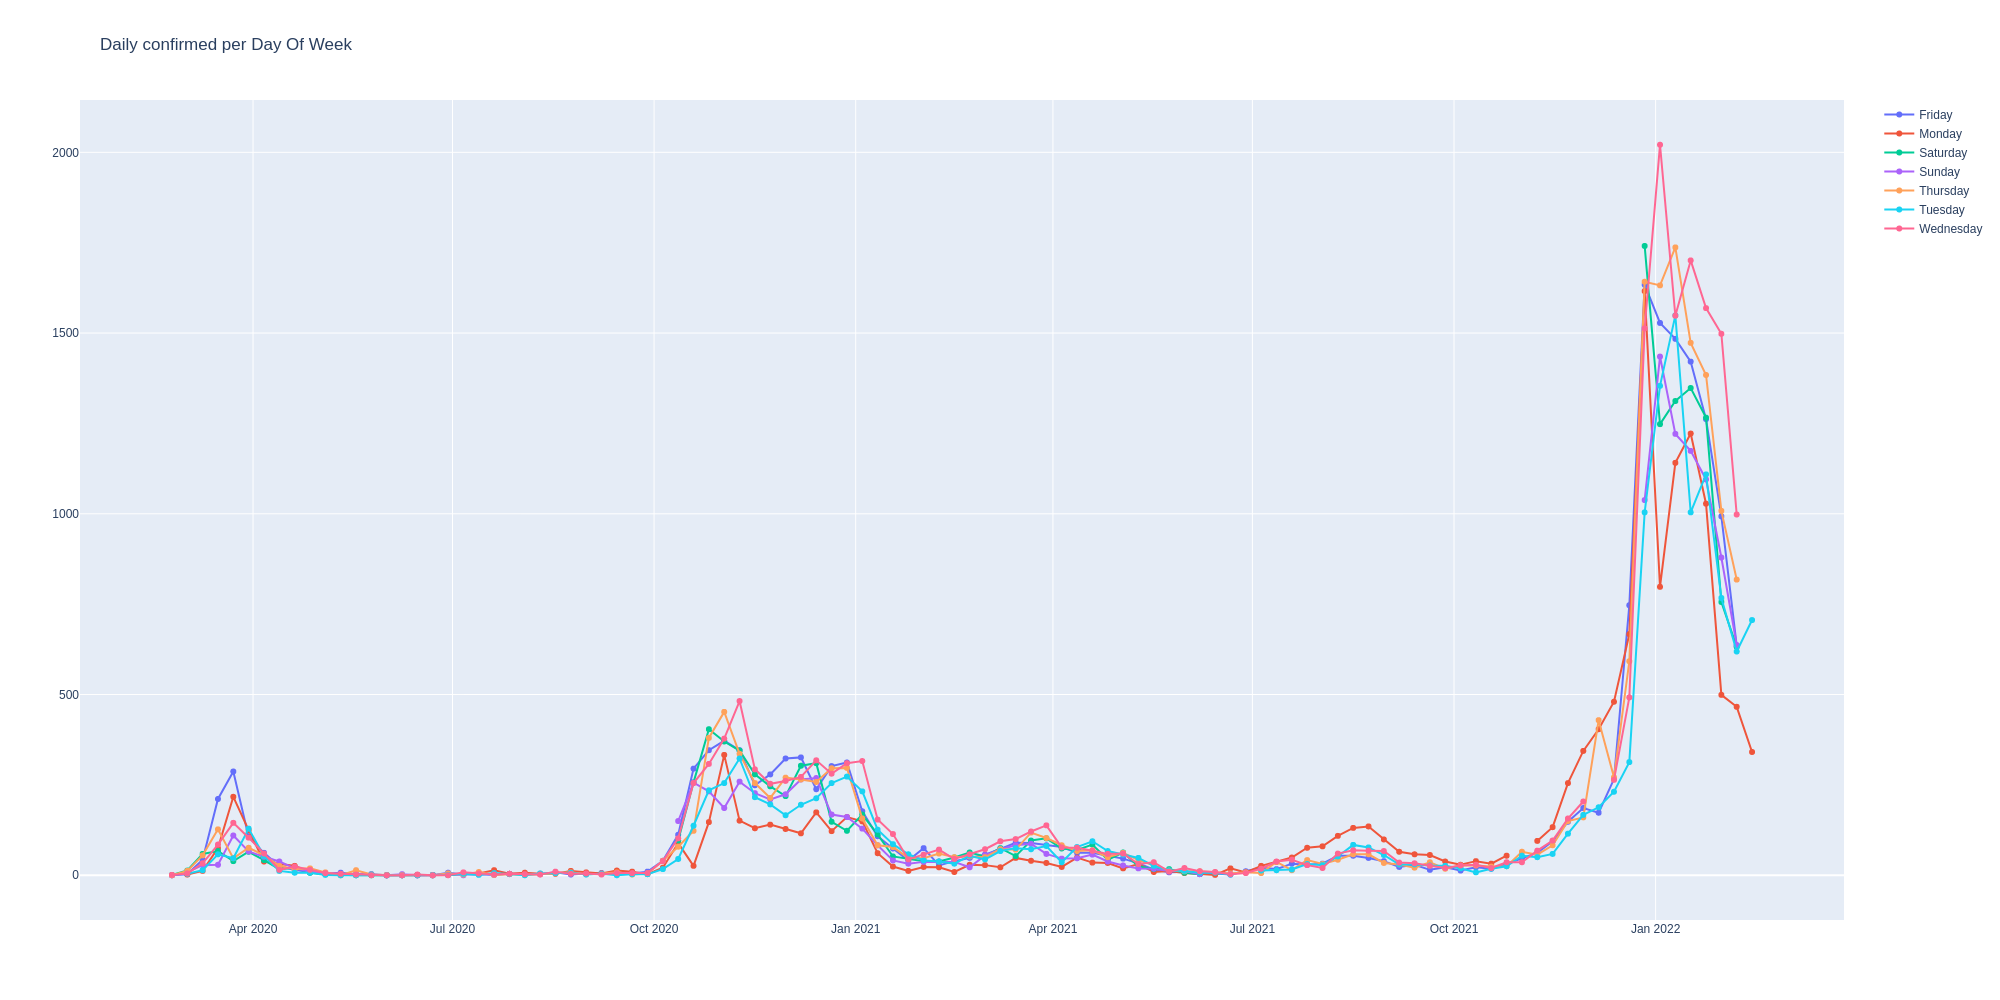 Daily confirmed per Day Of Week
2000
1500
1000
500
0
Apr 2020
Jul 2020
Oct 2020
Jan 2021
Apr 2021
Jul 2021
Oct 2021
Jan 2022
Friday
Monday
Saturday
Sunday
Thursday
Tuesday
Wednesday